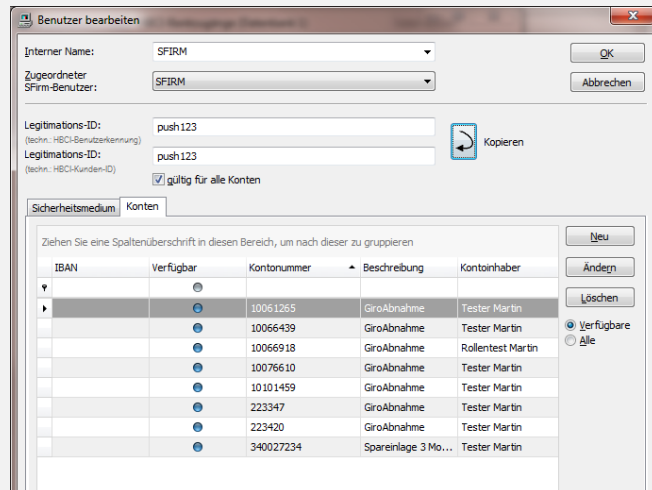 Benutzer bearbeiten
Interner Name:
SFIRM
OK
Zugeordneter
SFirm-Benutzer:
SFIRM
Abbrechen
Legitimations-ID:
push123
(techn.: HBCI-Benutzerkennung)
Kopieren
Legitimations-ID:
push123
(techn.: HBCI-Kunden-ID)
gültig für alle Konten
Sicherheitsmedium Konten
Ziehen Sie eine Spaltenüberschrift in diesen Bereich, um nach dieser zu gruppieren
Neu
IBAN Verfügbar Kontonummer Beschreibung Kontoinhaber
Ändern
Löschen
10061265 GiroAbnahme Tester Martin
Verfügbare
10066439 GiroAbnahme Tester Martin
Alle
10066918 GiroAbnahme Rollentest Martin
10076610 GiroAbnahme Tester Martin
10101459 GiroAbnahme Tester Martin
223347 GiroAbnahme Tester Martin
223420 GiroAbnahme Tester Martin
340027234 Spareinlage 3 Mo... Tester Martin